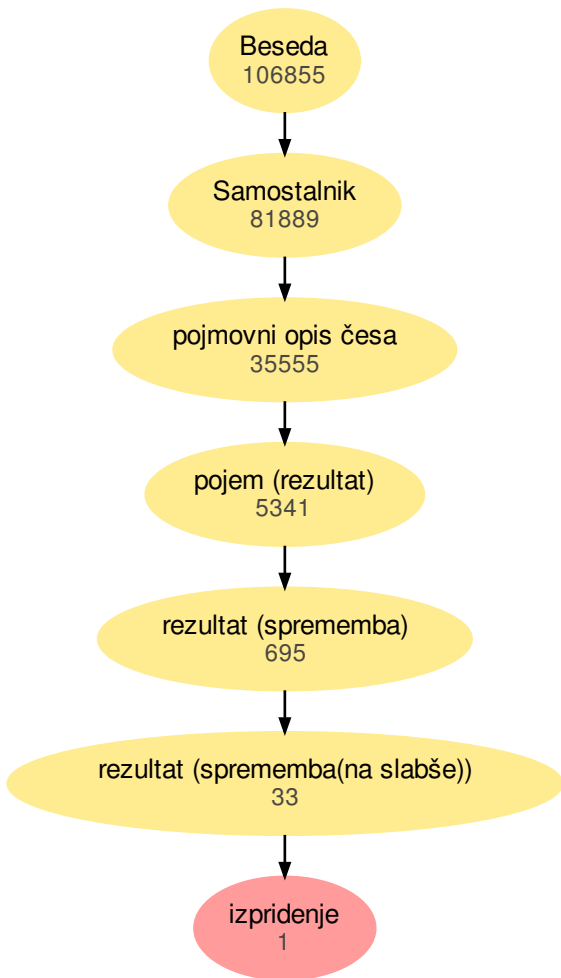 Beseda
106855
Samostalnik
81889
pojmovni opis česa
35555
pojem (rezultat)
5341
rezultat (sprememba)
695
rezultat (sprememba(na slabše))
33
izpridenje
1